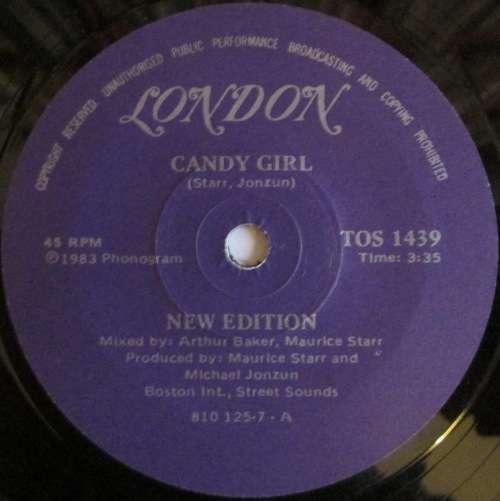 COPYRIGHT RESERVED. UNAUTHORISED PUBLIC PERFORMANCE BROADCASTING AND COPYING PROHIBITED
LONDON
CANDY GIRL
(Starr, Jonzun)
45 RPM
℗1983 Phonogram
TOS 1439
Time: 3:35
NEW EDITION
Mixed by: Arthur Baker, Maurice Starr
Produced by: Maurice Starr and
Michael Jonzun
Boston Int., Street Sounds
810 125-7 - A